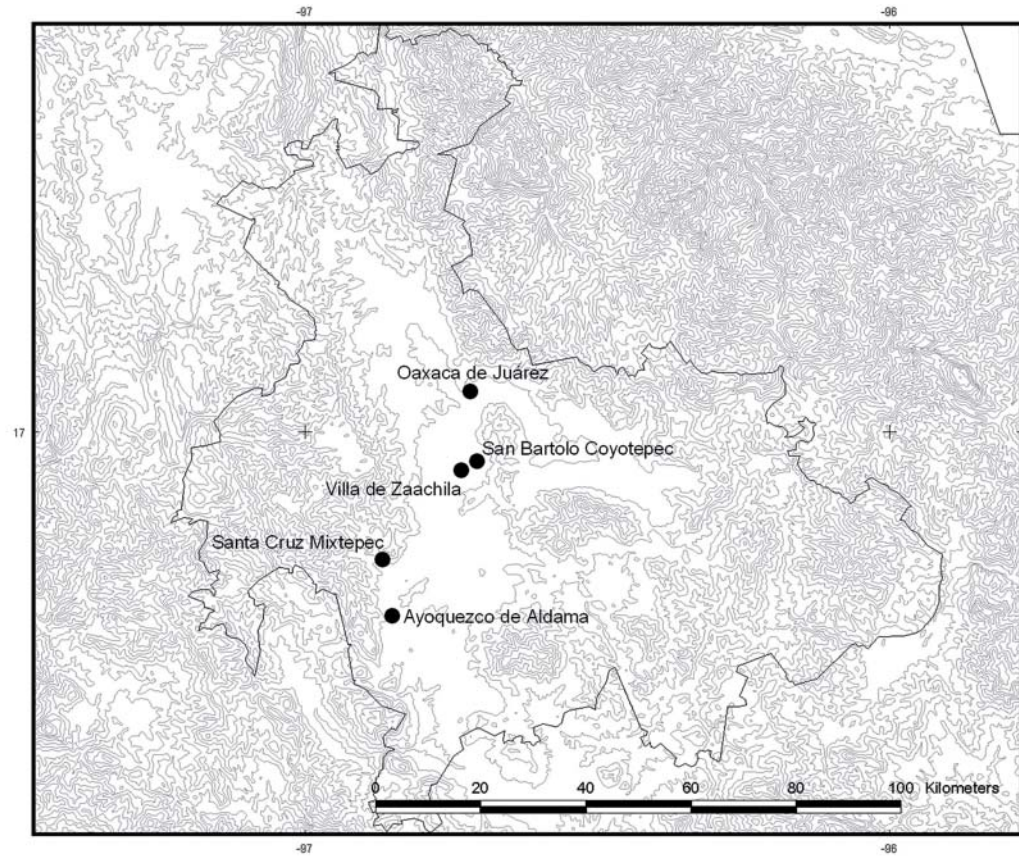 -97 -96
Oaxaca de Juárez
17 17
San Bartolo Coyotepec
Villa de Zaachila
Santa Cruz Mixtepec
Ayoquezco de Aldama
0 20 40 60 80 100 Kilometers
-97 -96